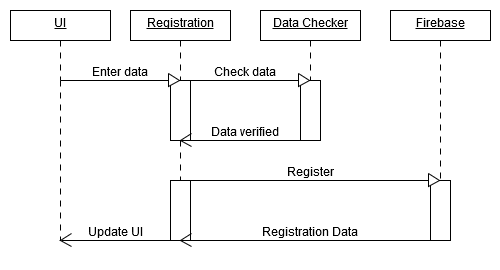 UI
Registration
Data Checker
Firebase
Enter data
Check data
Data verified
Register
Update UI
Registration Data